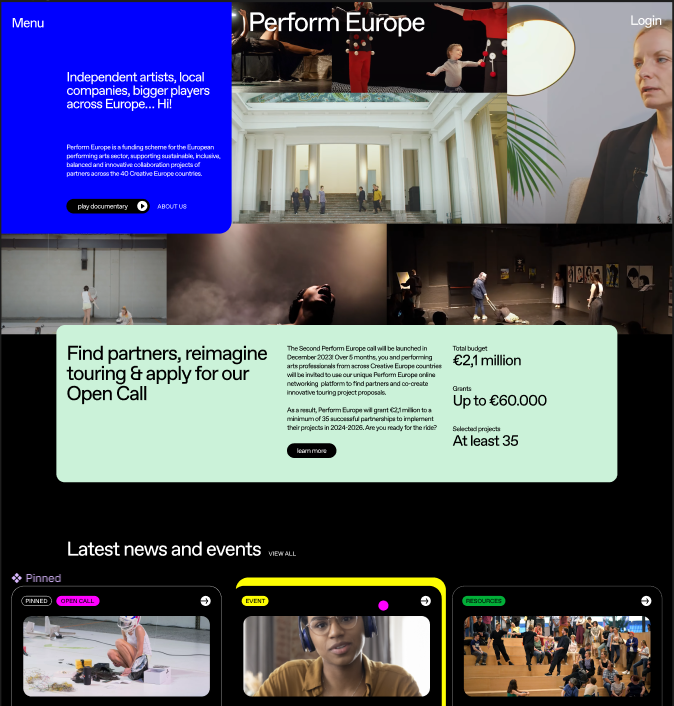 Menu
Perform Europe
Login
Independent artists, local
companies, bigger players
across Europe... Hi!
Perform Europe is a funding scheme for the European
performing arts sector, supporting sustainable, inclusive,
balanced and innovative collaboration projects of
partners across the 40 Creative Europe countries.
play documentary
ABOUT US
Find partners, reimagine
touring & apply for our
Open Call
The Second Perform Europe call will be launched in
December 2023! Over 5 months, you and performing
arts professionals from across Creative Europe countries
will be invited to use our unique Perform Europe online
networking platform to find partners and co-create
innovative touring project proposals.
As a result, Perform Europe will grant €2,1 million to a
minimum of 35 successful partnerships to implement
their projects in 2024-2026. Are you ready for the ride?
learn more
Total budget
€2,1 million
Grants
Up to €60.000
Selected projects
At least 35
Latest news and events VIEW ALL
Pinned
PINNED OPEN CALL
EVENT
RESOURCES